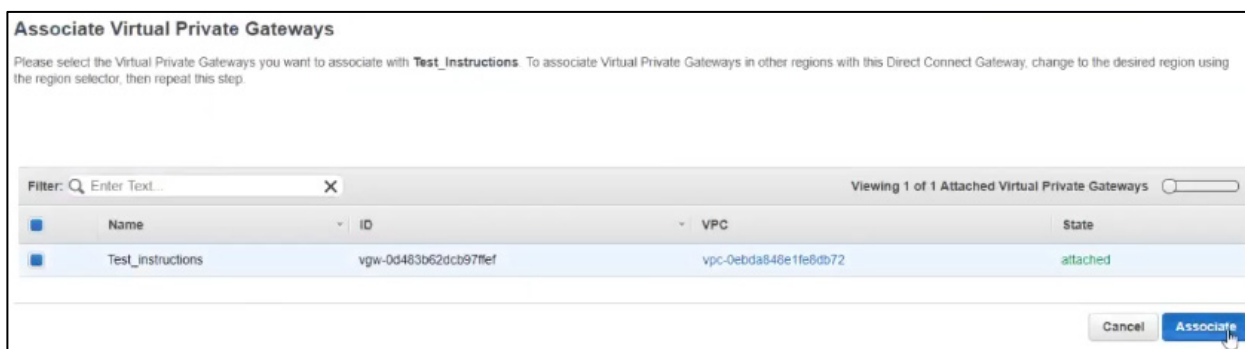 Associate Virtual Private Gateways
Please select the Virtual Private Gateways you want to associate with Test_Instructions. To associate Virtual Private Gateways in other regions with this Direct Connect Gateway, change to the desired region using
the region selector, then repeat this step.
Filter: Enter Text... Viewing 1 of 1 Attached Virtual Private Gateways
Name ID VPC State
Test_instructions vgw-0d483b62dcb97ffef vpc-0ebda848e1fe8db72 attached
Cancel Associate